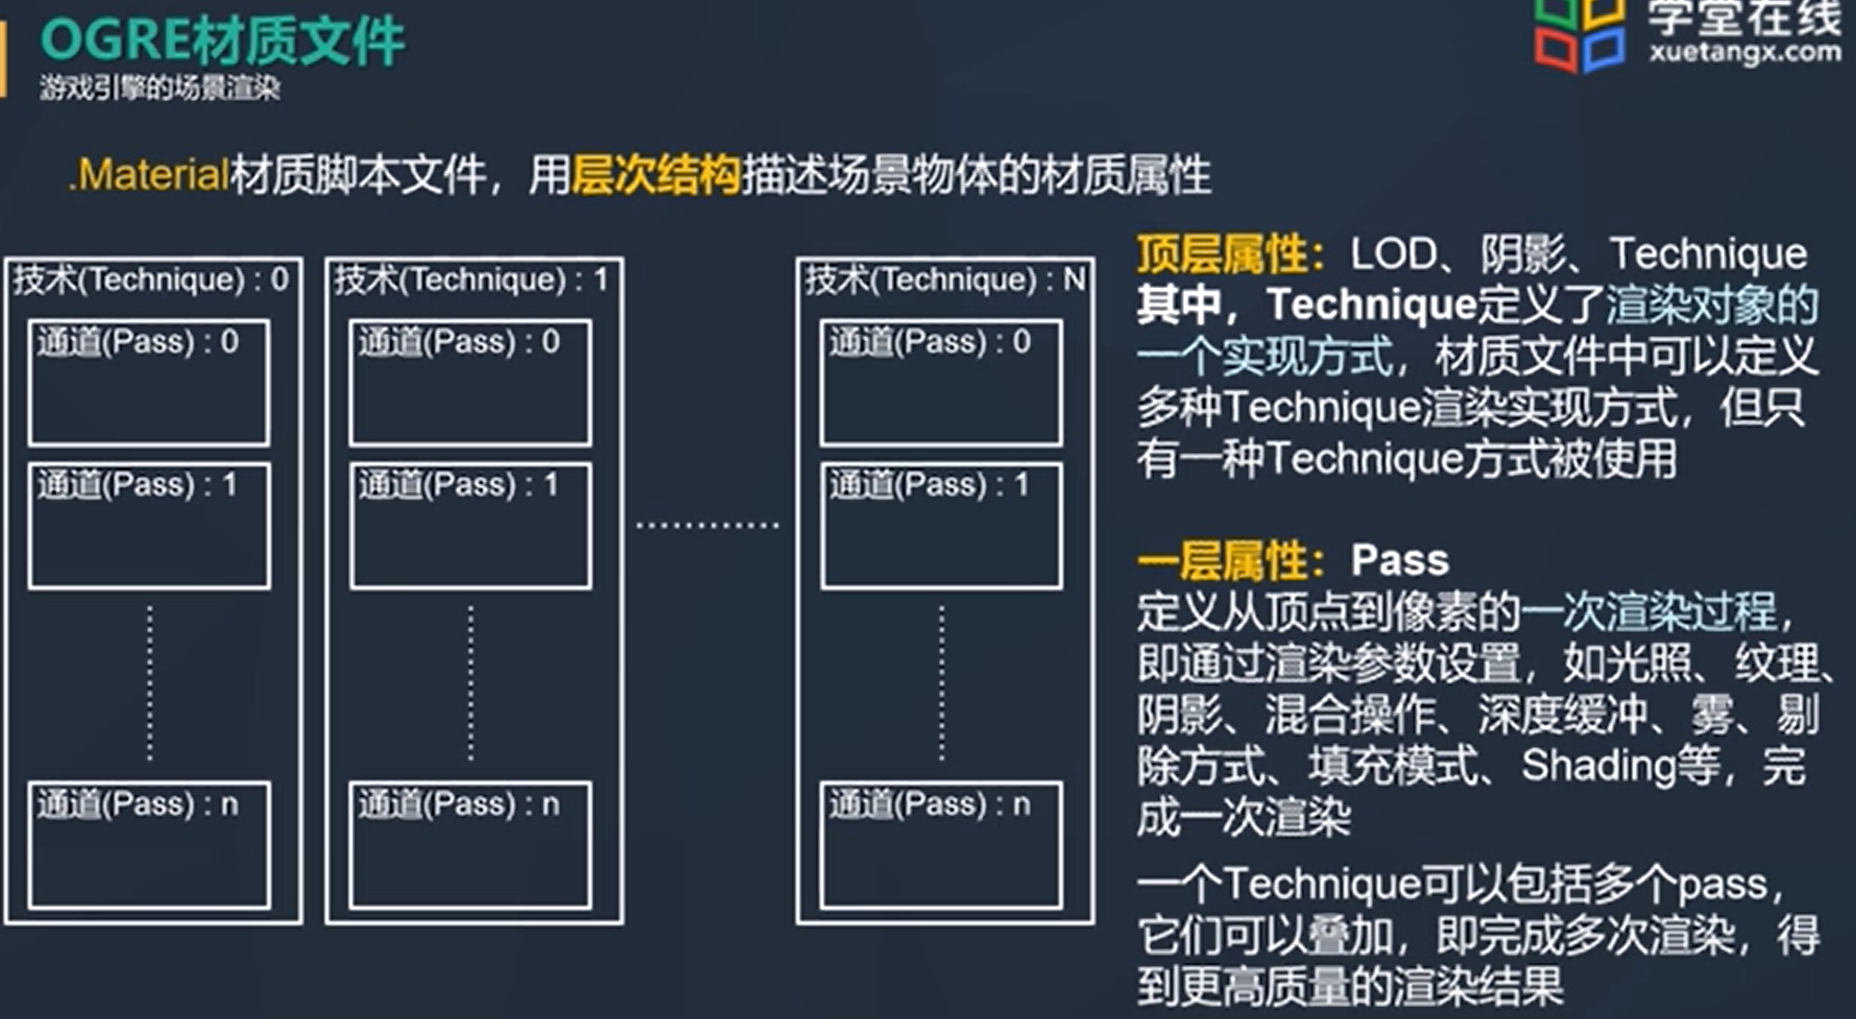 OGRE材质文件
游戏引擎的场景渲染
学堂在线
xuetangx.com
.Material材质脚本文件，用层次结构描述场景物体的材质属性
技术(Technique) : 0
通道(Pass) : 0
通道(Pass) : 1
通道(Pass) : n
技术(Technique) : 1
通道(Pass) : 0
通道(Pass) : 1
通道(Pass) : n
............
技术(Technique) : N
通道(Pass) : 0
通道(Pass) : 1
通道(Pass) : n
顶层属性：LOD、阴影、Technique
其中，Technique定义了渲染对象的
一个实现方式，材质文件中可以定义
多种Technique渲染实现方式，但只
有一种Technique方式被使用
一层属性：Pass
定义从顶点到像素的一次渲染过程，
即通过渲染参数设置，如光照、纹理、
阴影、混合操作、深度缓冲、雾、剔
除方式、填充模式、Shading等，完
成一次渲染
一个Technique可以包括多个pass，
它们可以叠加，即完成多次渲染，得
到更高质量的渲染结果